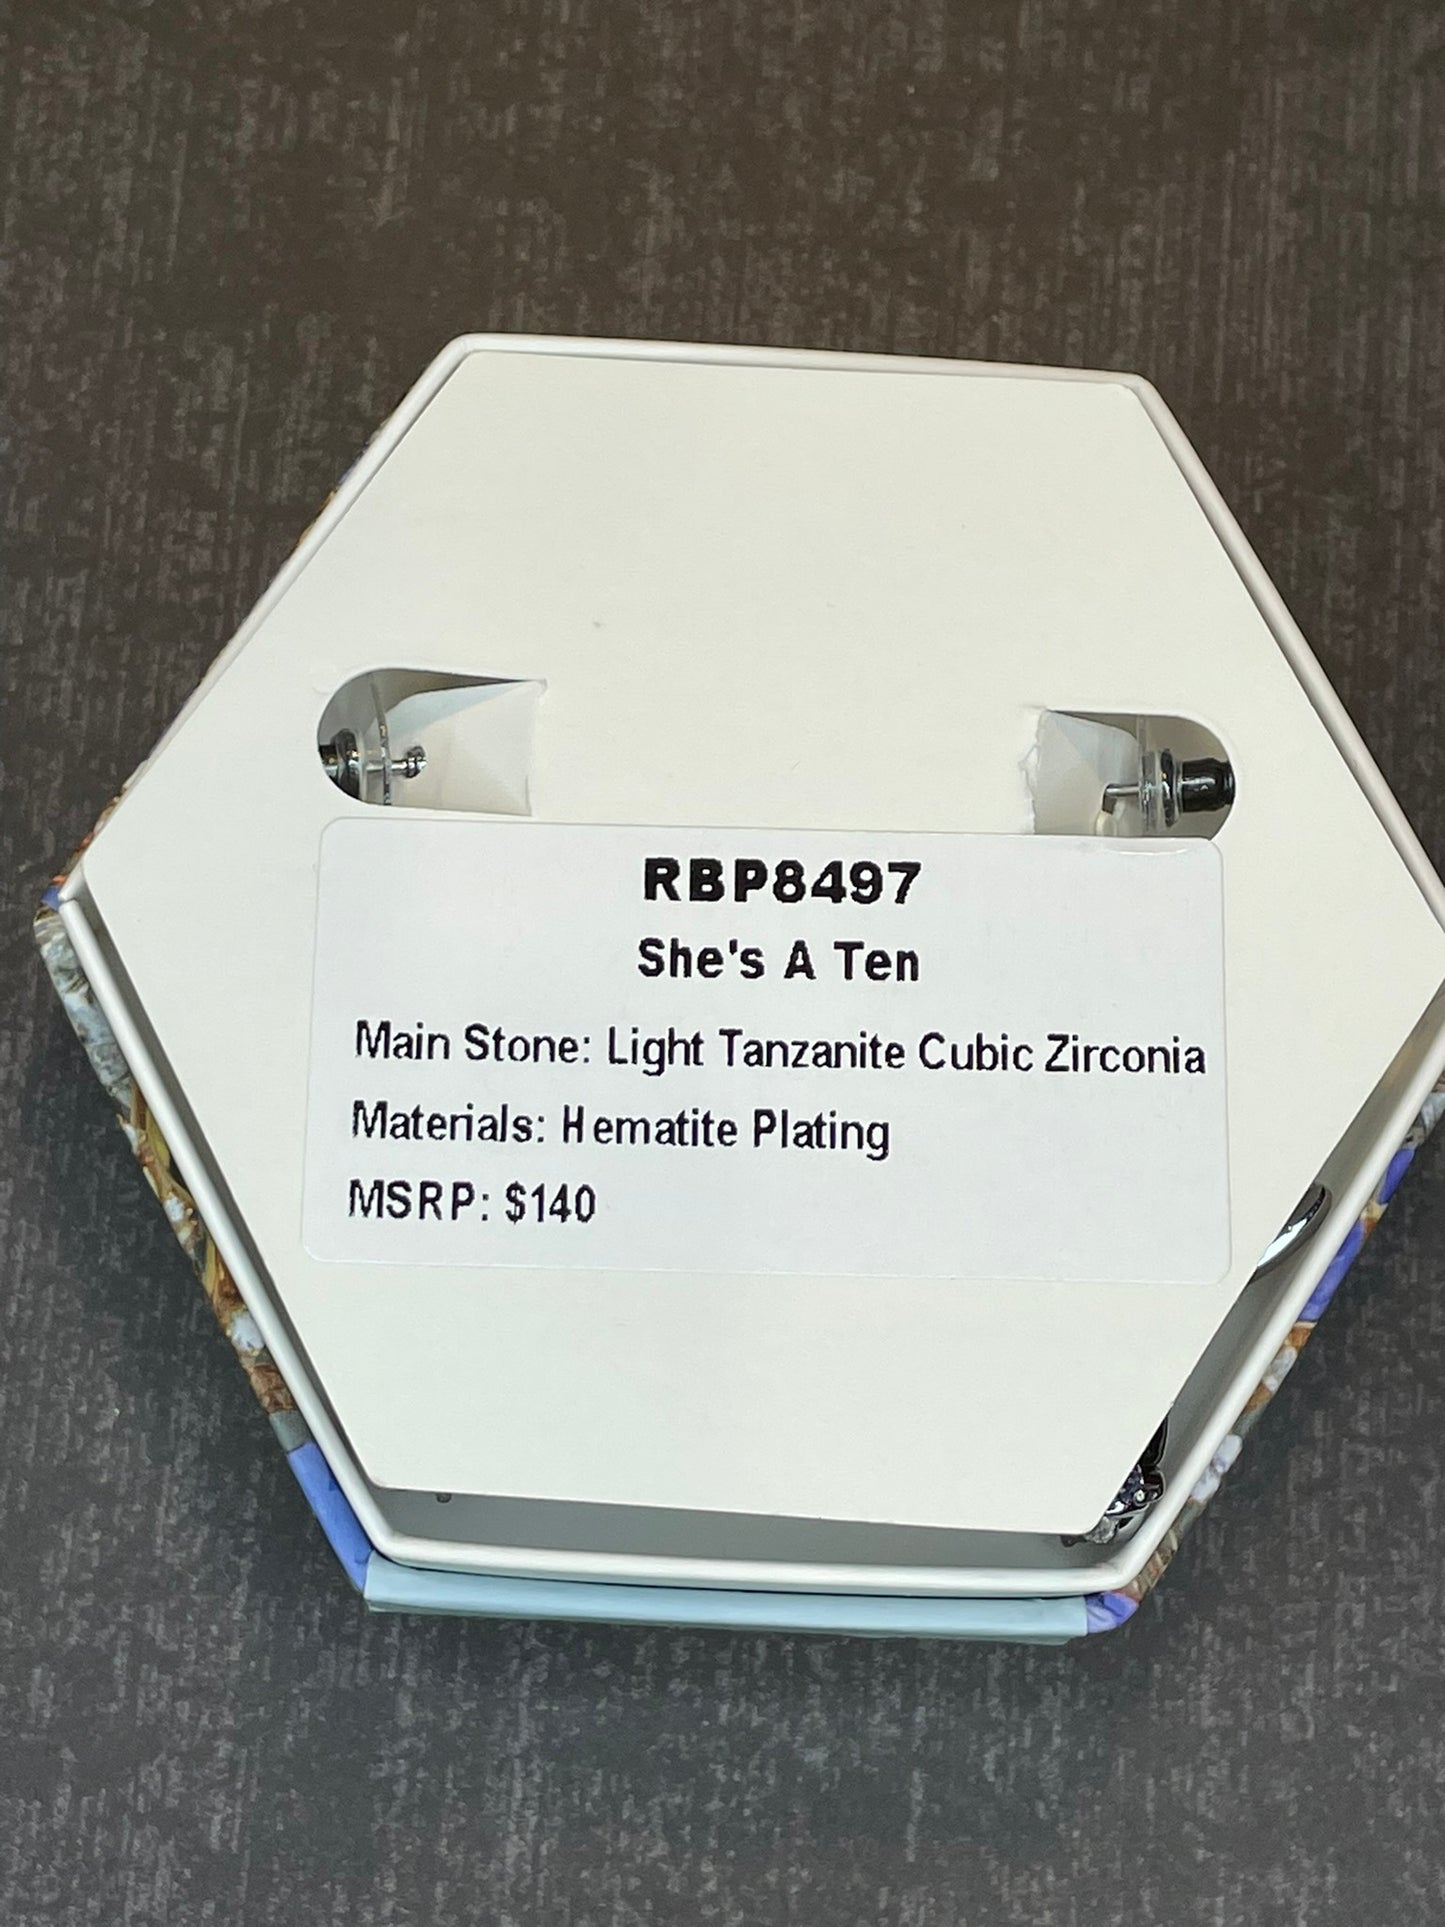 RBP8497
She's A Ten
Main Stone: Light Tanzanite Cubic Zirconia
Materials: Hematite Plating
MSRP: $140